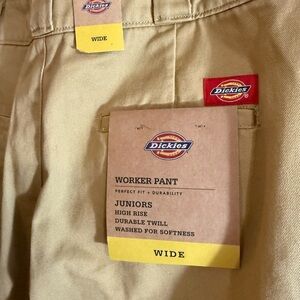 Dickies
WIDE
Dickies
Dickies
WORKER PANT
PERFECT FIT + DURABILITY
JUNIORS
HIGH RISE
DURABLE TWILL
WASHED FOR SOFTNESS
WIDE